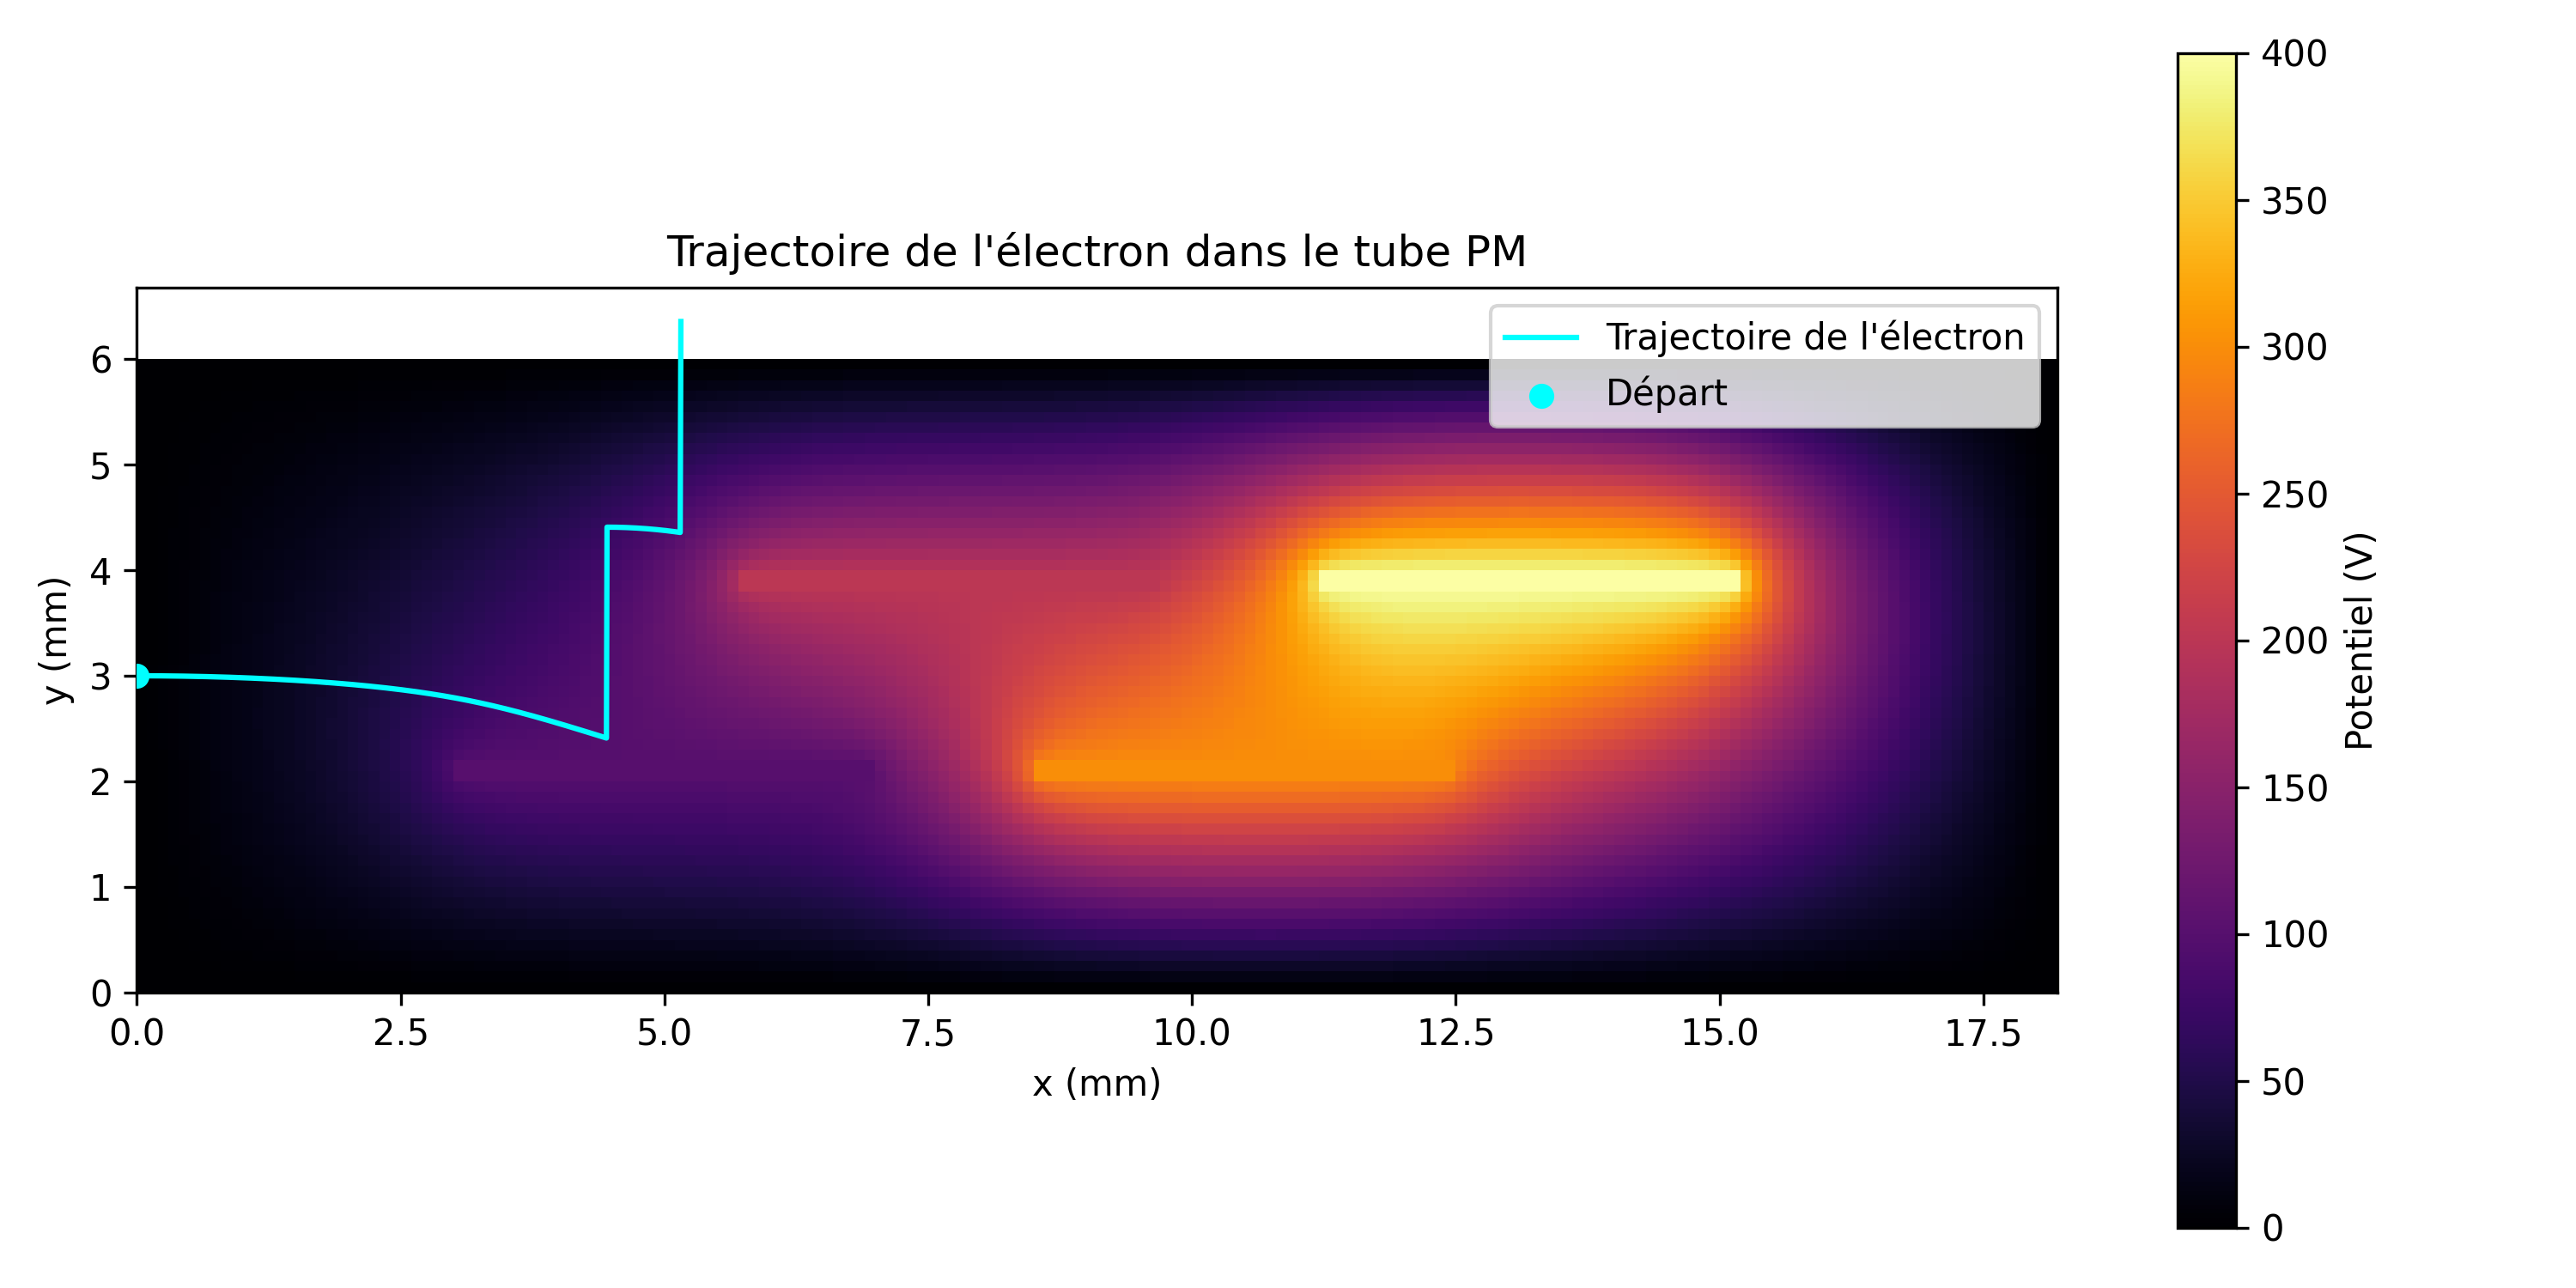 Trajectoire de l'électron dans le tube PM
Trajectoire de l'électron
Départ
y (mm)
6
5
4
3
2
1
0
0.0 2.5 5.0 7.5 10.0 12.5 15.0 17.5
x (mm)
400
350
300
250
200
150
100
50
0
Potentiel (V)